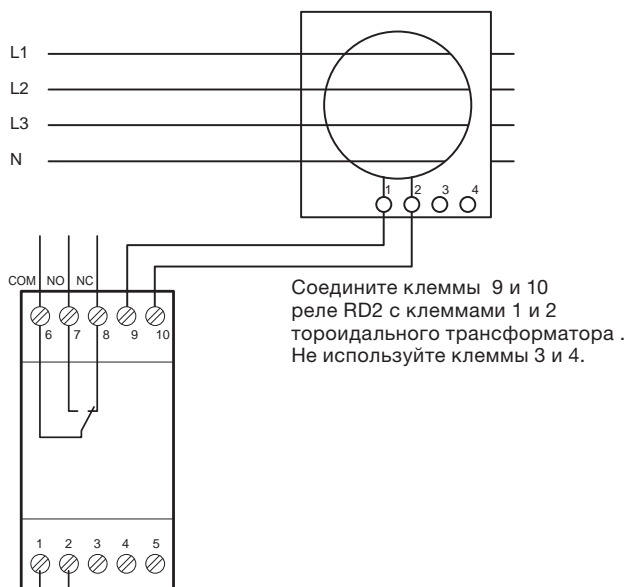 L1
L2
L3
N
1 2 3 4
COM NO NC
6 7 8 9 10
Соедините клеммы 9 и 10
реле RD2 с клеммами 1 и 2
тороидального трансформатора .
Не используйте клеммы 3 и 4.
1 2 3 4 5